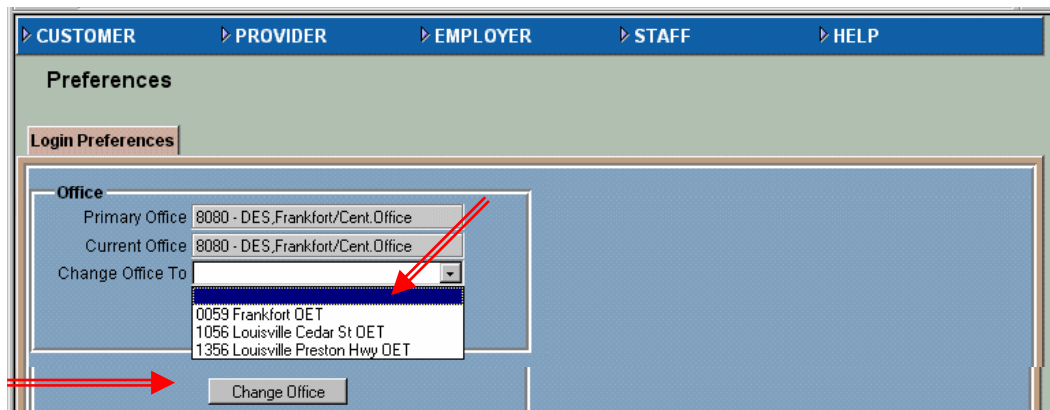 CUSTOMER PROVIDER EMPLOYER STAFF HELP
Preferences
Login Preferences
Office
Primary Office 8080 - DES,Frankfort/Cent.Office
Current Office 8080 - DES,Frankfort/Cent.Office
Change Office To
0059 Frankfort OET
1056 Louisville Cedar St OET
1356 Louisville Preston Hwy OET
Change Office